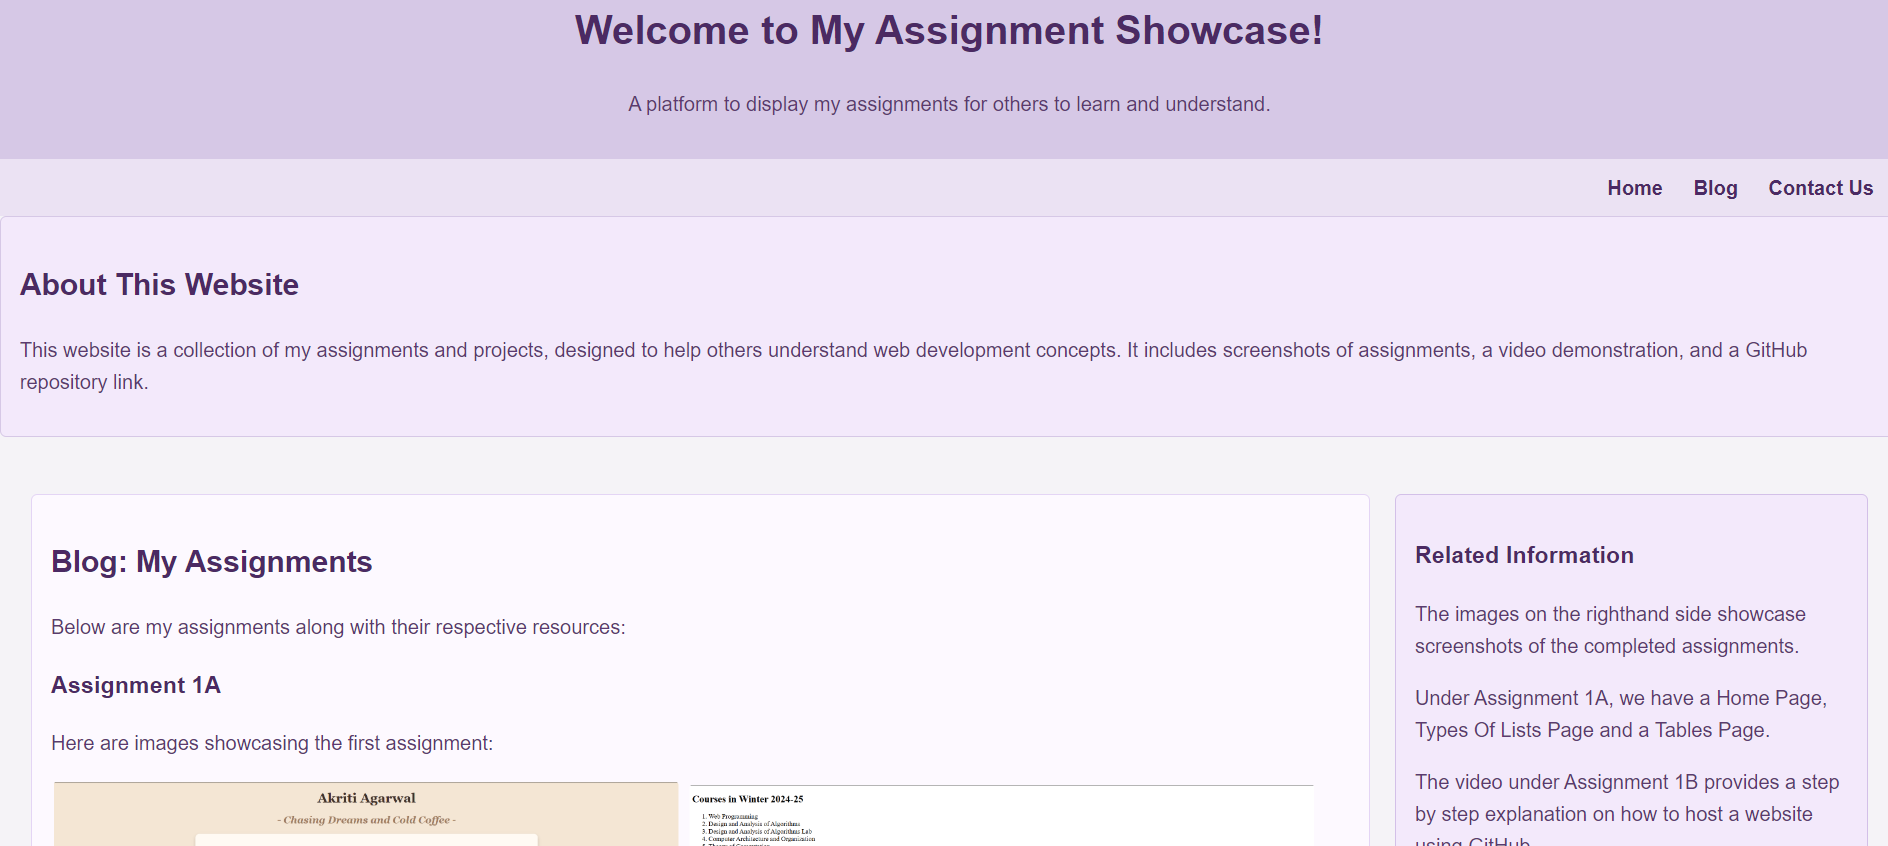 Welcome to My Assignment Showcase!
A platform to display my assignments for others to learn and understand.
Home Blog Contact Us
About This Website
This website is a collection of my assignments and projects, designed to help others understand web development concepts. It includes screenshots of assignments, a video demonstration, and a GitHub
repository link.
Blog: My Assignments
Below are my assignments along with their respective resources:
Assignment 1A
Here are images showcasing the first assignment:
Akriti Agarwal
- Chasing Dreams and Cold Coffee -
Courses in Winter 2024-25
1. Web Programming
2. Design and Analysis of Algorithms
3. Design and Analysis of Algorithms Lab
4. Computer Architecture and Organization
5. Theory of Computation
Related Information
The images on the righthand side showcase
screenshots of the completed assignments.
Under Assignment 1A, we have a Home Page,
Types Of Lists Page and a Tables Page.
The video under Assignment 1B provides a step
by step explanation on how to host a website
using GitHub.